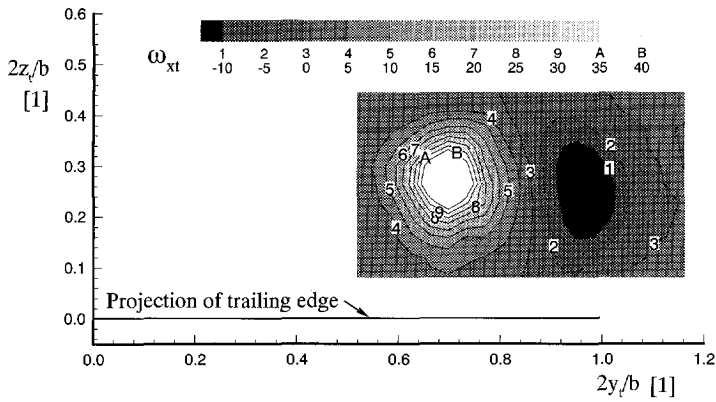 0.6
0.5
0.4
0.3
0.2
0.1
0.0
2z_t/b
[1]
ω_xt
1 2 3 4 5 6 7 8 9 A B
-10 -5 0 5 10 15 20 25 30 35 40
4
2
7
6 A B
3 1
5 5
9 8
8
4
2 3
Projection of trailing edge
0.0 0.2 0.4 0.6 0.8 1.0 1.2
2y_t/b [1]